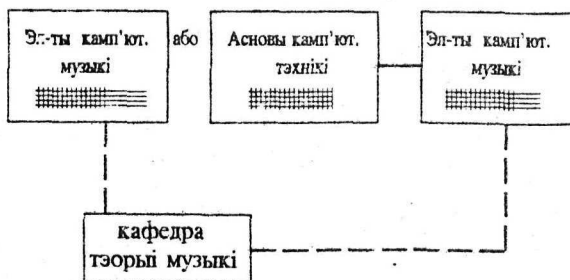 Эл-ты камп'ют.
музыкі
або
Асновы камп'ют.
тэхнікі
Эл-ты камп'ют.
музыкі
кафедра
тэорыі музыкі